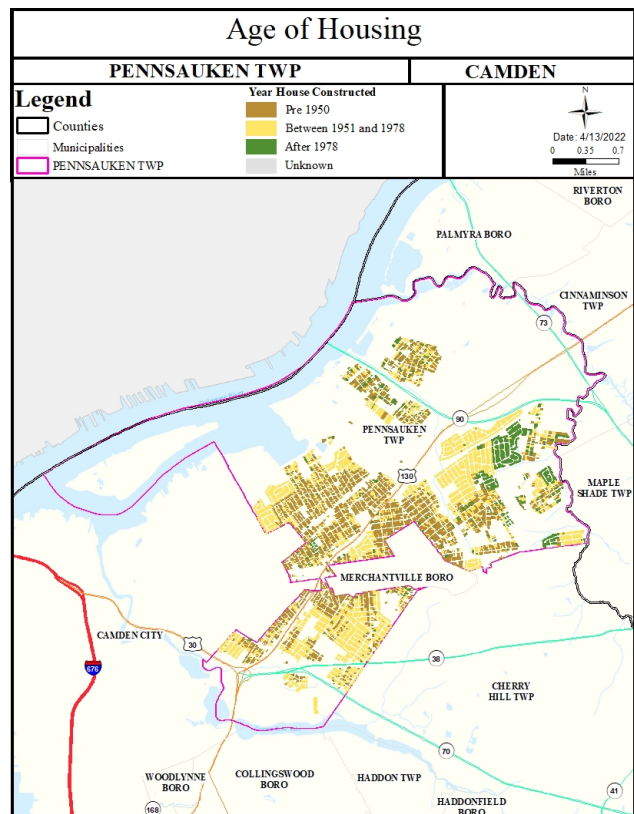 Age of Housing
PENNSAUKEN TWP
CAMDEN
Legend
Counties
Municipalities
PENNSAUKEN TWP
Year House Constructed
Pre 1950
Between 1951 and 1978
After 1978
Unknown
N
Date: 4/13/2022
0 0.35 0.7
Miles
RIVERTON
BORO
PALMYRA BORO
CINNAMINSON
TWP
73
90
PENNSAUKEN
TWP
130
MAPLE
SHADE TWP
MERCHANTVILLE BORO
CAMDEN CITY
30
676
38
CHERRY
HILL TWP
70
WOODLYNNE
BORO
COLLINGSWOOD
BORO
HADDON TWP
41
HADDONFIELD
BORO
168